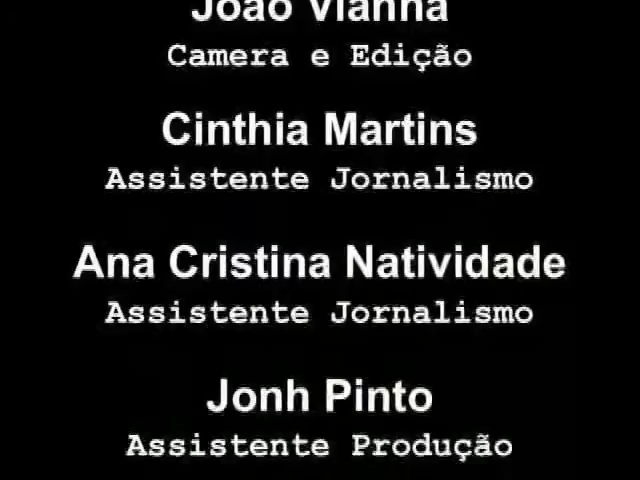 João Vianna
Camera e Edição
Cinthia Martins
Assistente Jornalismo
Ana Cristina Natividade
Assistente Jornalismo
Jonh Pinto
Assistente Produção